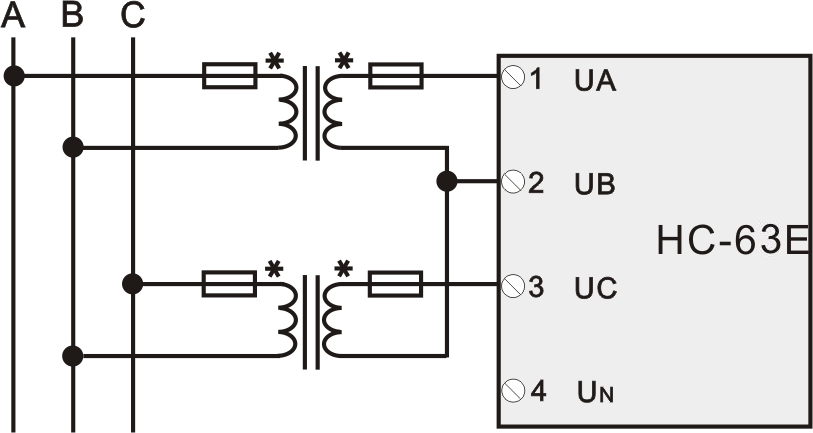 A B C
* *
1 UA
2 UB
HC-63E
* *
3 UC
4 UN